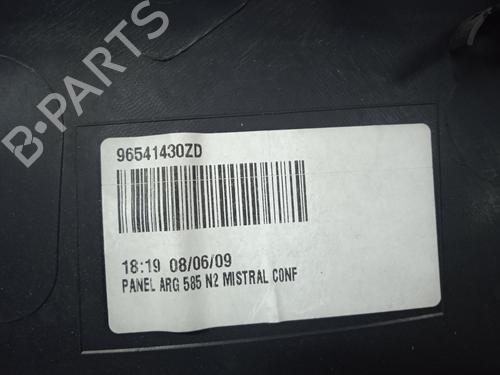 B-PARTS
96541430ZD
18:19 08/06/09
PANEL ARG 585 N2 MISTRAL CONF